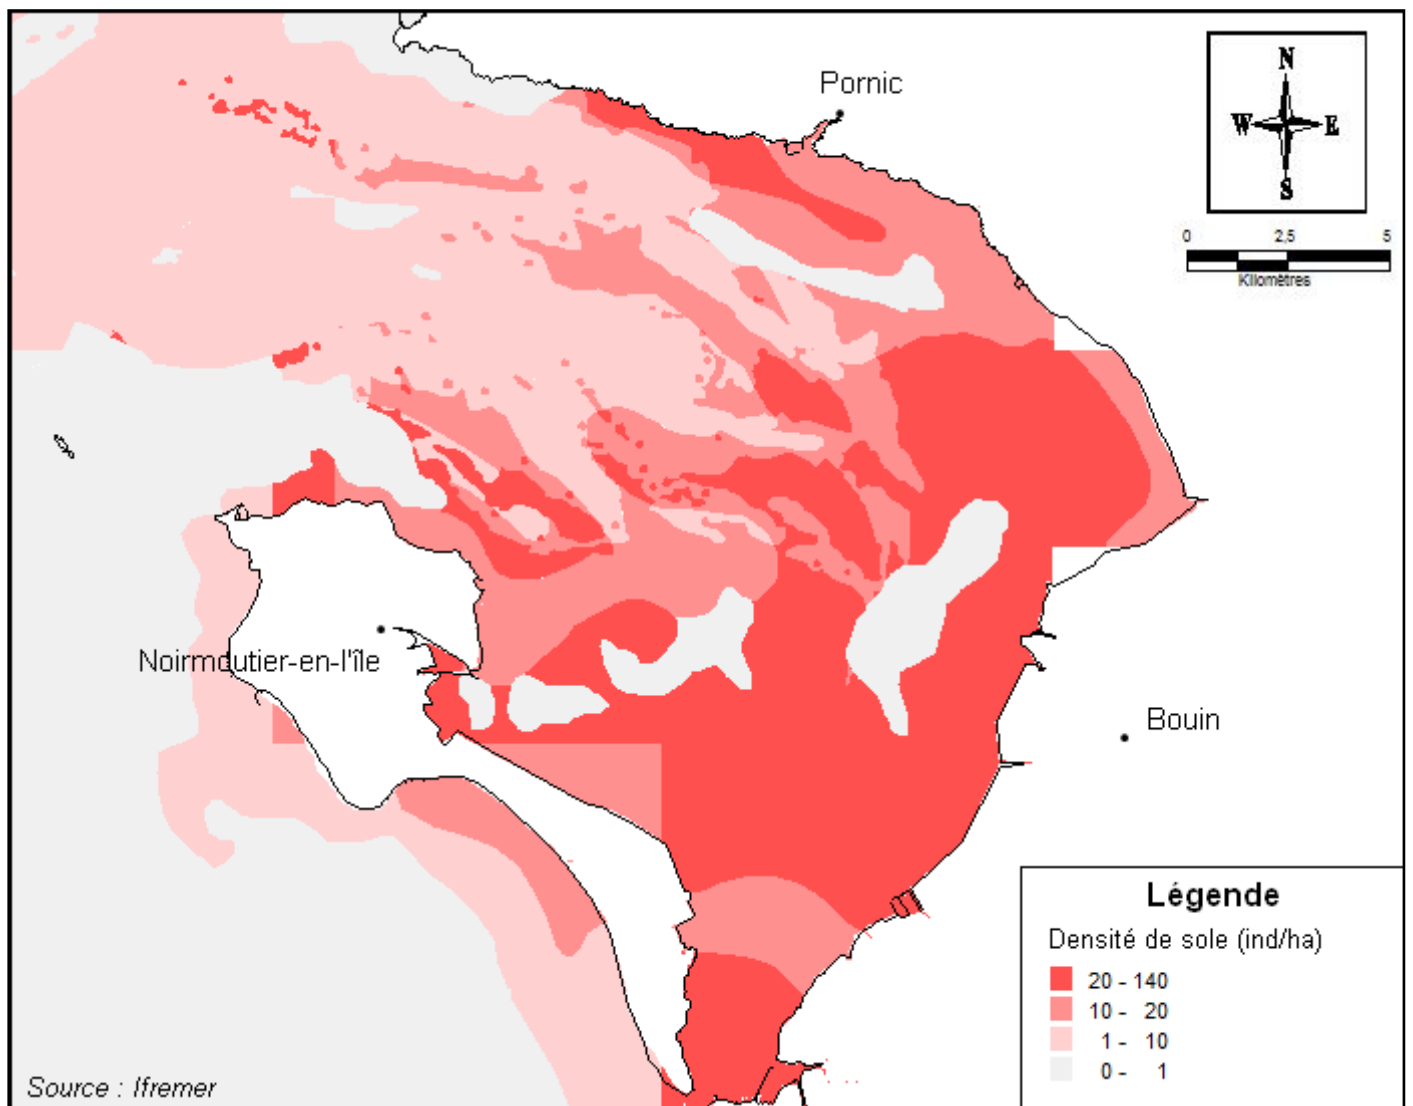 Pornic
N
W E
S
0 2,5 5
Kilomètres
Noirmoutier-en-l'île
Bouin
Légende
Densité de sole (ind/ha)
20 - 140
10 - 20
1 - 10
0 - 1
Source : Ifremer